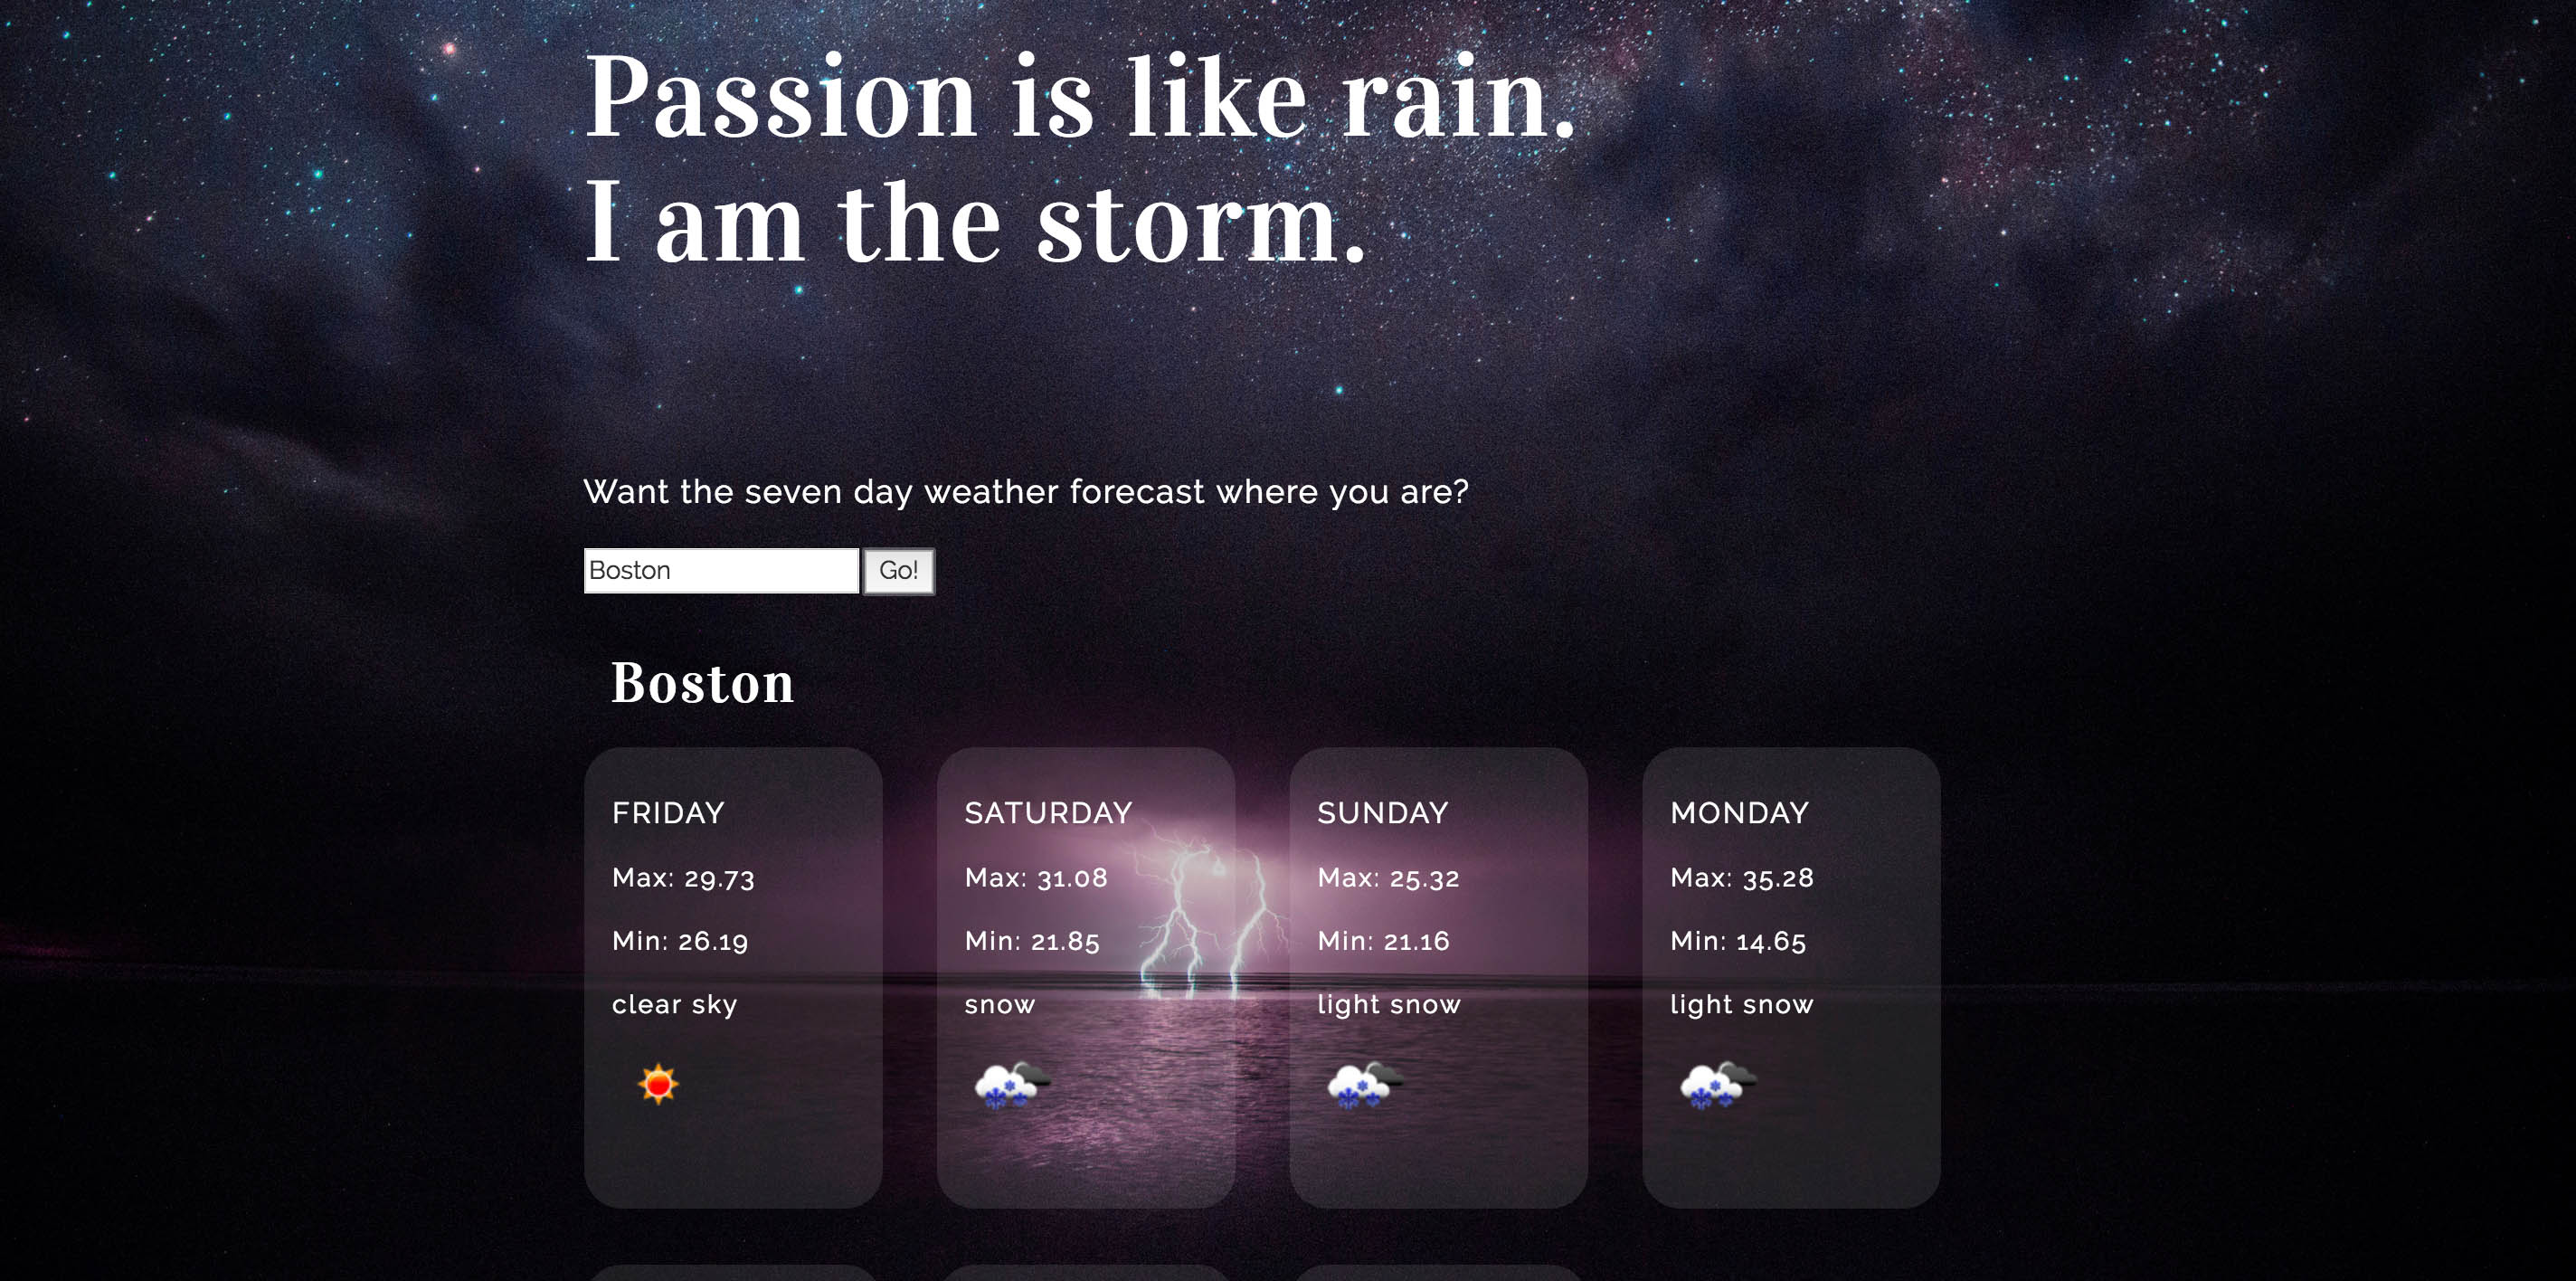 Passion is like rain.
I am the storm.
Want the seven day weather forecast where you are?
Boston Go!
Boston
FRIDAY
Max: 29.73
Min: 26.19
clear sky
SATURDAY
Max: 31.08
Min: 21.85
snow
SUNDAY
Max: 25.32
Min: 21.16
light snow
MONDAY
Max: 35.28
Min: 14.65
light snow